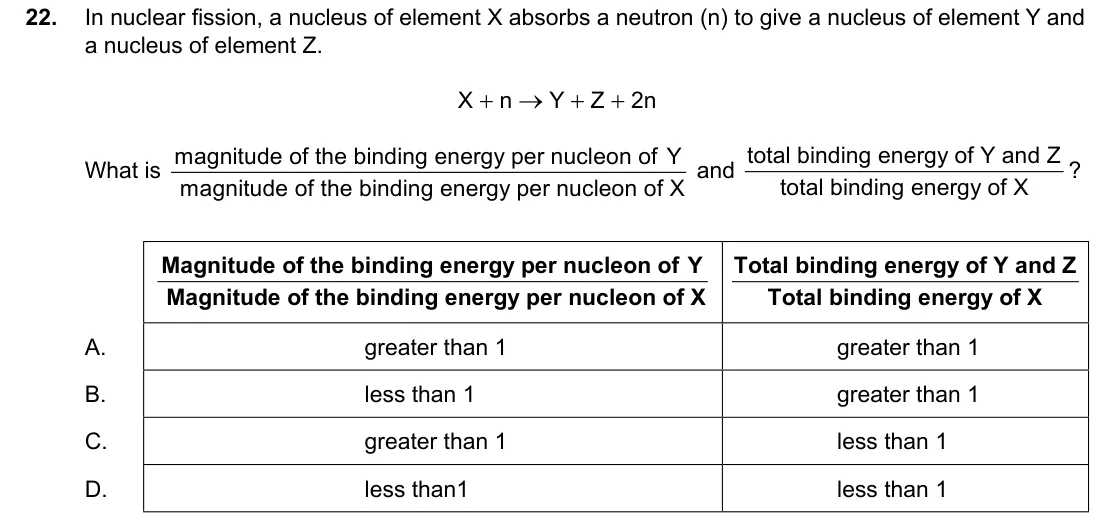 22. In nuclear fission, a nucleus of element X absorbs a neutron (n) to give a nucleus of element Y and
a nucleus of element Z.
X + n → Y + Z + 2n
What is magnitude of the binding energy per nucleon of Y / magnitude of the binding energy per nucleon of X and total binding energy of Y and Z / total binding energy of X ?
Magnitude of the binding energy per nucleon of Y / Magnitude of the binding energy per nucleon of X Total binding energy of Y and Z / Total binding energy of X
A. greater than 1 greater than 1
B. less than 1 greater than 1
C. greater than 1 less than 1
D. less than1 less than 1